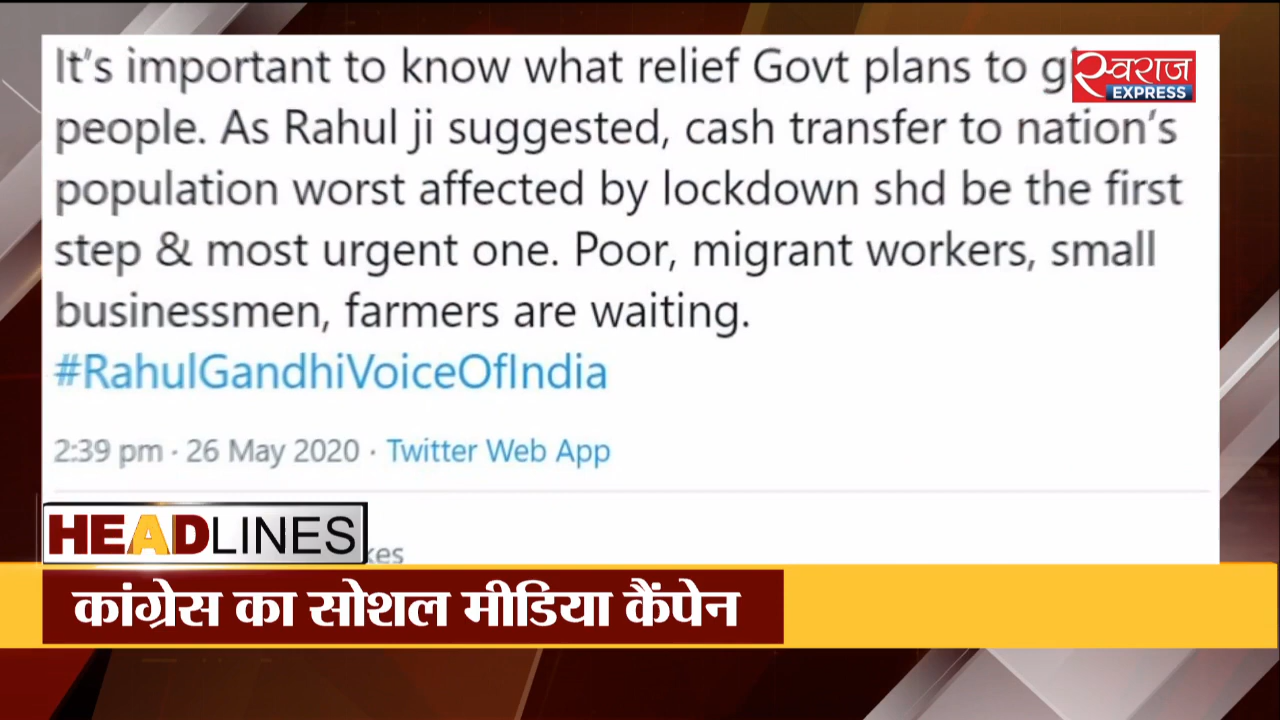 It's important to know what relief Govt plans to
स्वराज
EXPRESS
people. As Rahul ji suggested, cash transfer to nation's
population worst affected by lockdown shd be the first
step & most urgent one. Poor, migrant workers, small
businessmen, farmers are waiting.
#RahulGandhiVoiceOfIndia
2:39 pm · 26 May 2020 · Twitter Web App
HEADLINES
कांग्रेस का सोशल मीडिया कैंपेन